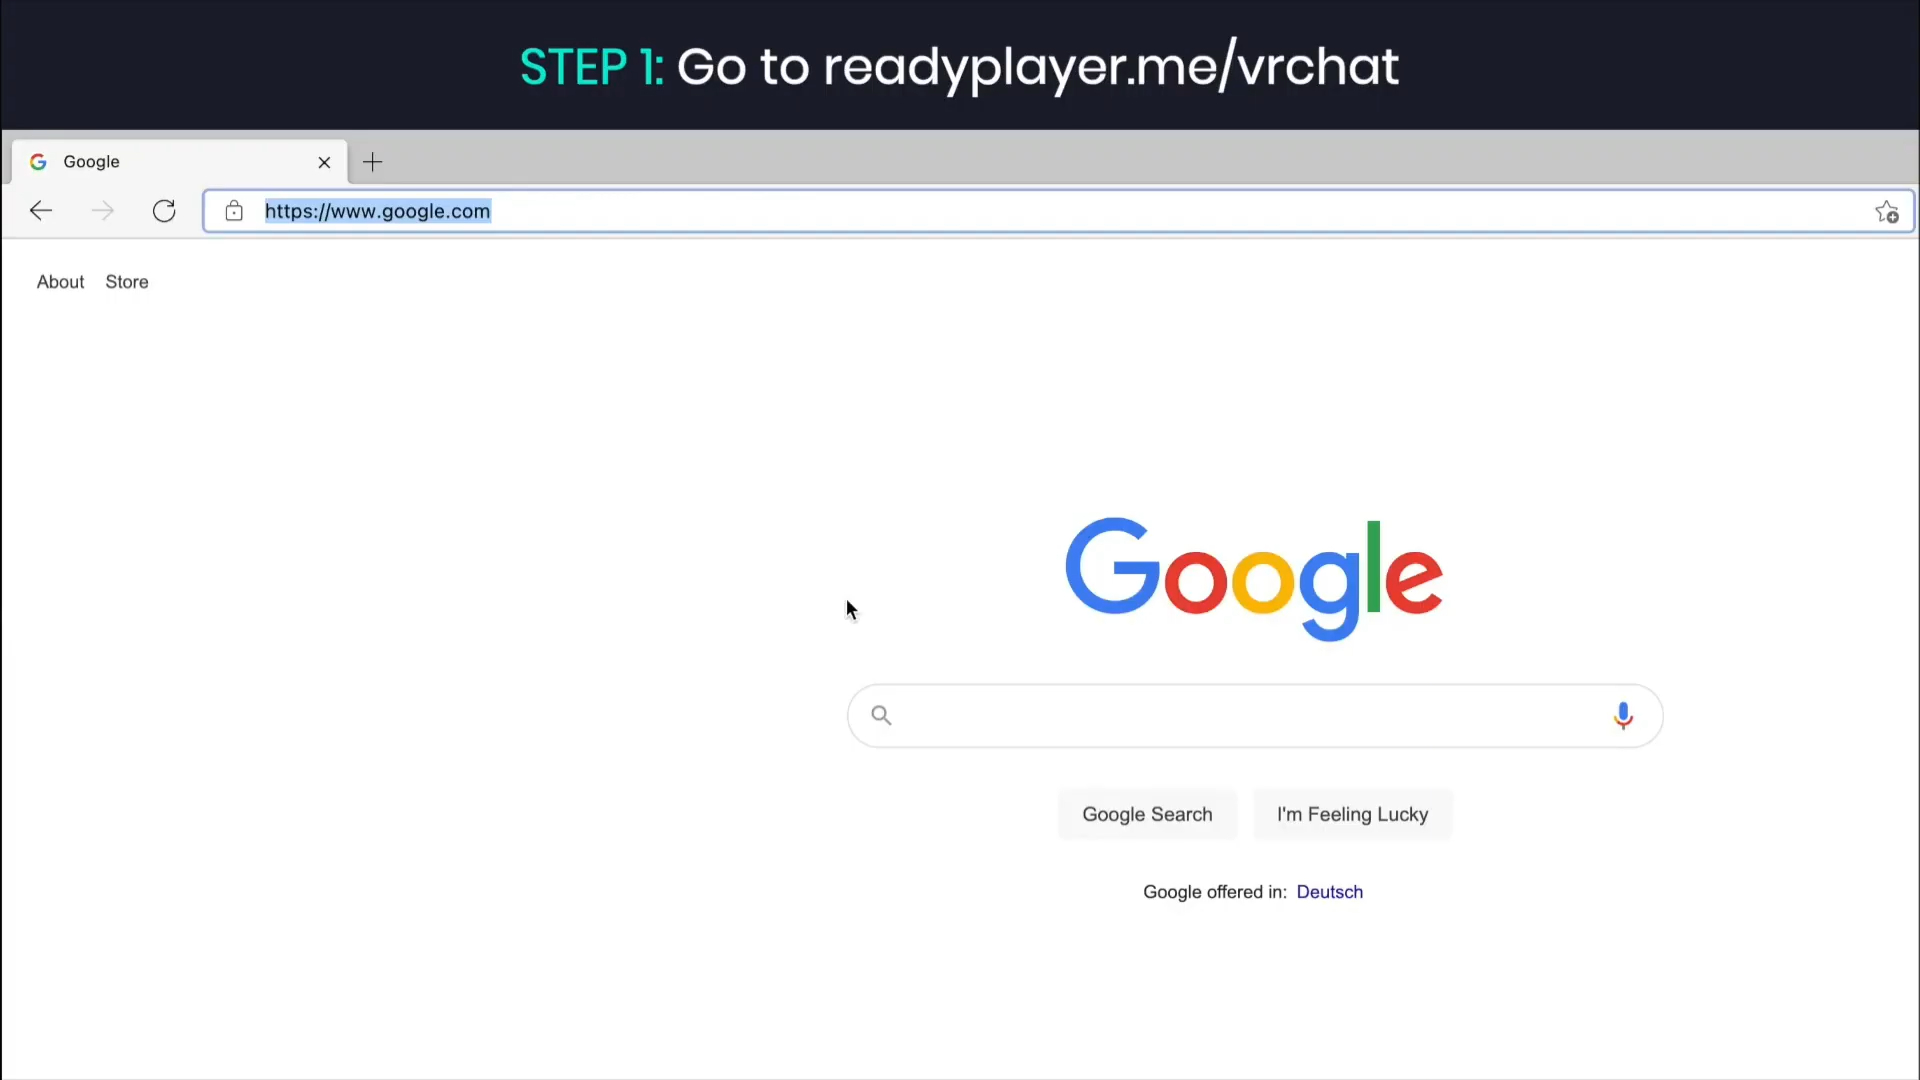 STEP 1: Go to readyplayer.me/vrchat
Google
https://www.google.com
About Store
Google
Google Search I'm Feeling Lucky
Google offered in: Deutsch